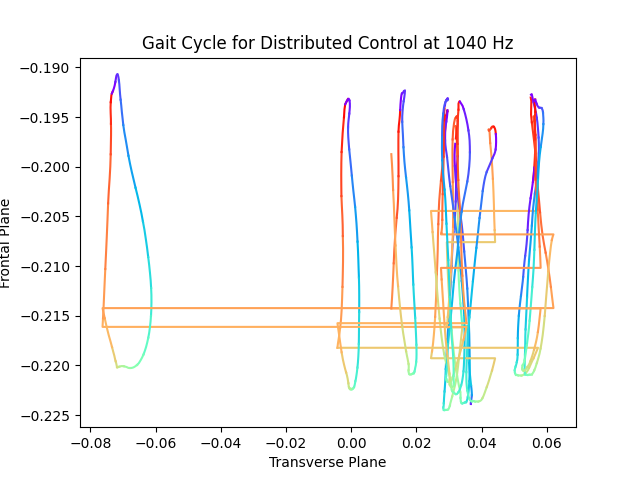 Gait Cycle for Distributed Control at 1040 Hz
−0.190
−0.195
−0.200
−0.205
−0.210
−0.215
−0.220
−0.225
Frontal Plane
−0.08 −0.06 −0.04 −0.02 0.00 0.02 0.04 0.06
Transverse Plane